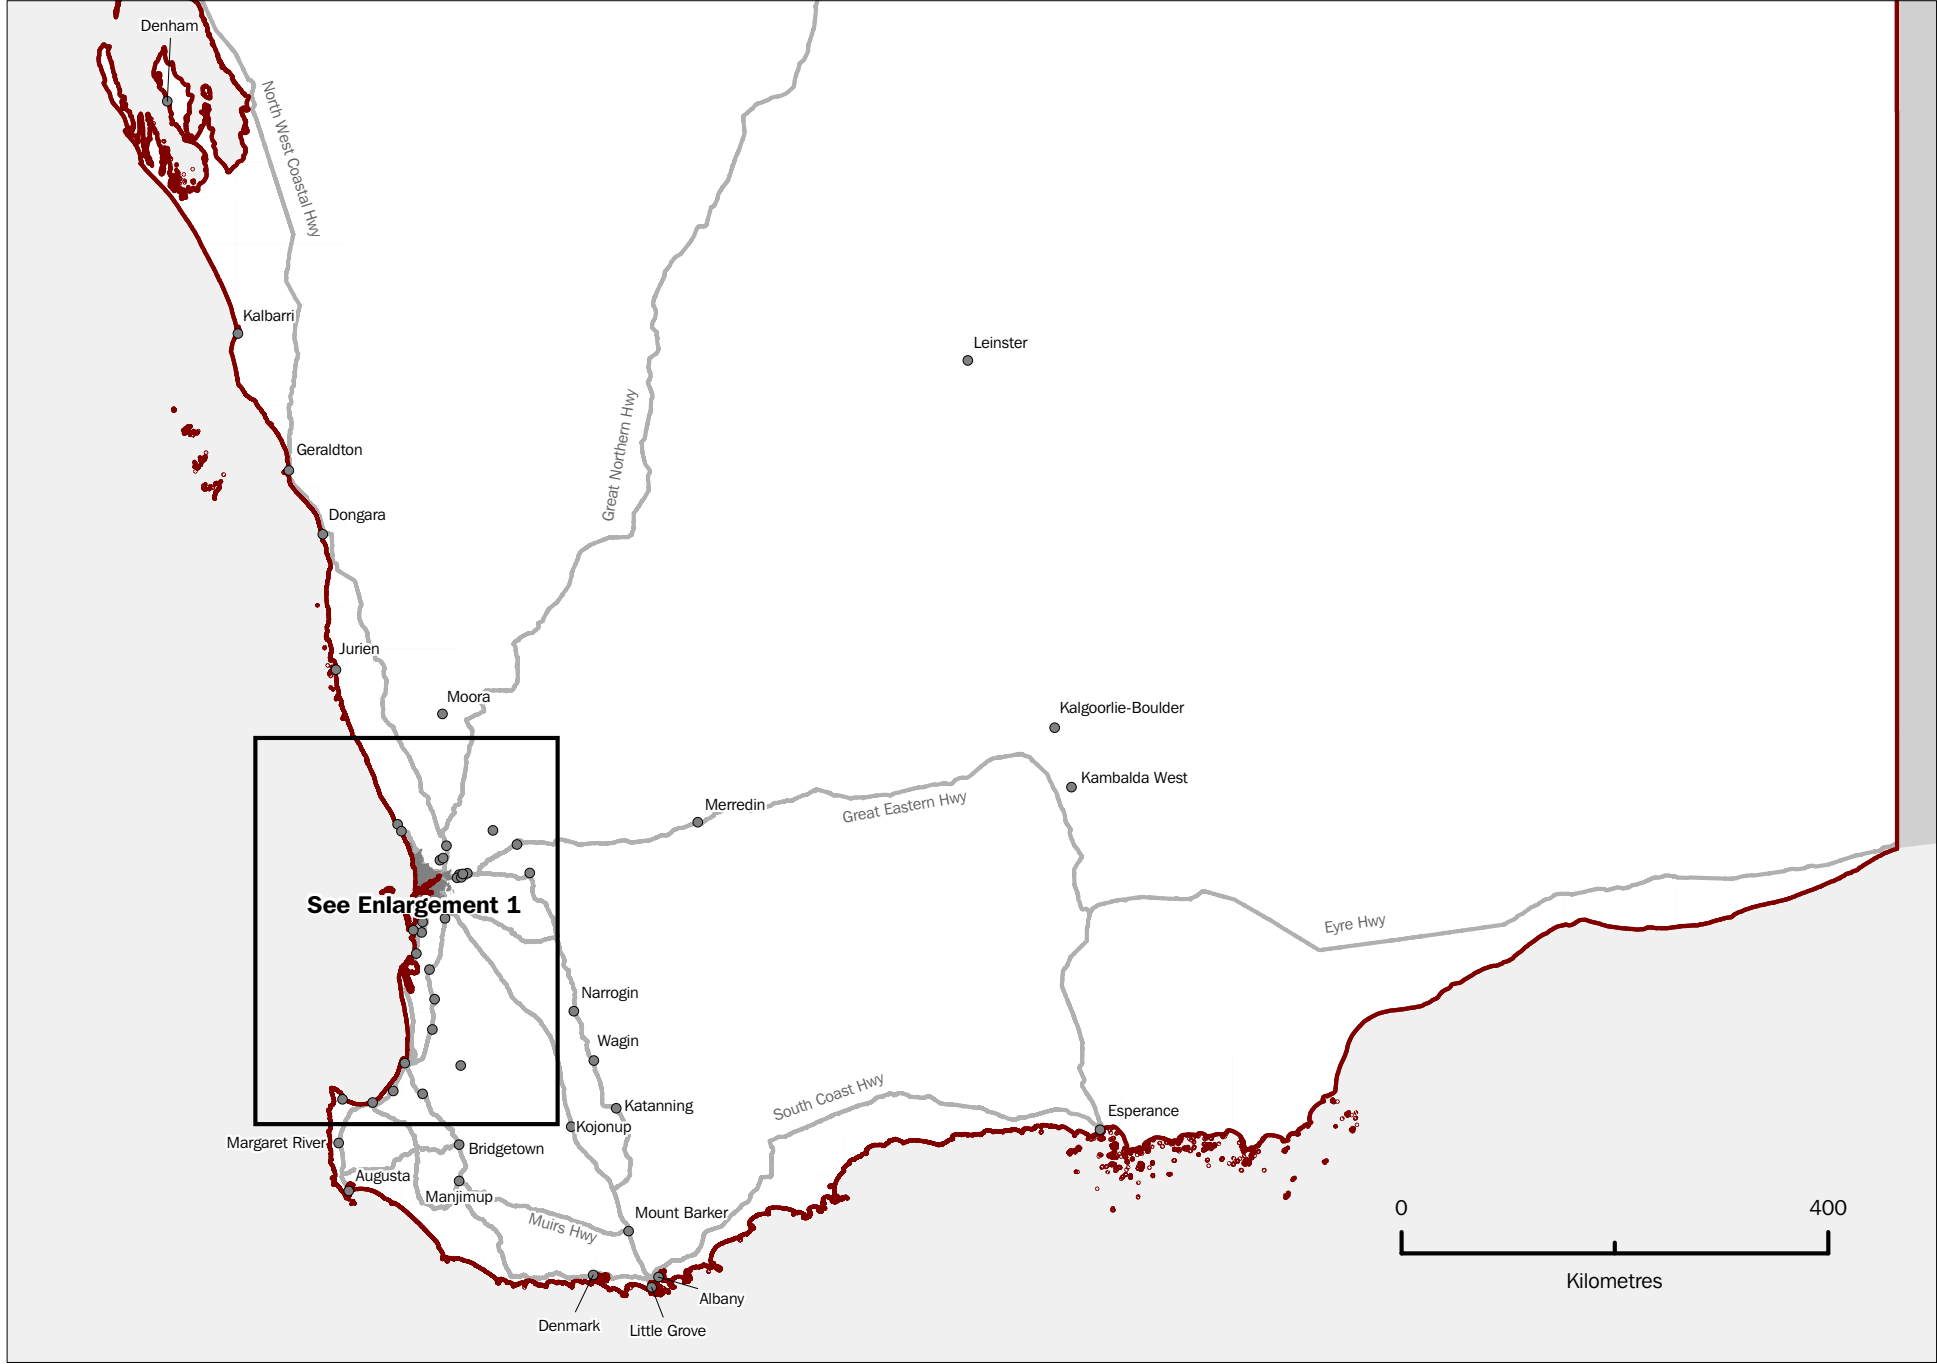 Denham
North West Coastal Hwy
Kalbarri
Leinster
Great Northern Hwy
Geraldton
Dongara
Jurien
Moora
Kalgoorlie-Boulder
Kambalda West
Merredin
Great Eastern Hwy
See Enlargement 1
Eyre Hwy
Narrogin
Wagin
South Coast Hwy
Katanning
Esperance
Kojonup
Margaret River
Bridgetown
Augusta
Manjimup
Mount Barker
Muirs Hwy
0
400
Kilometres
Albany
Denmark
Little Grove